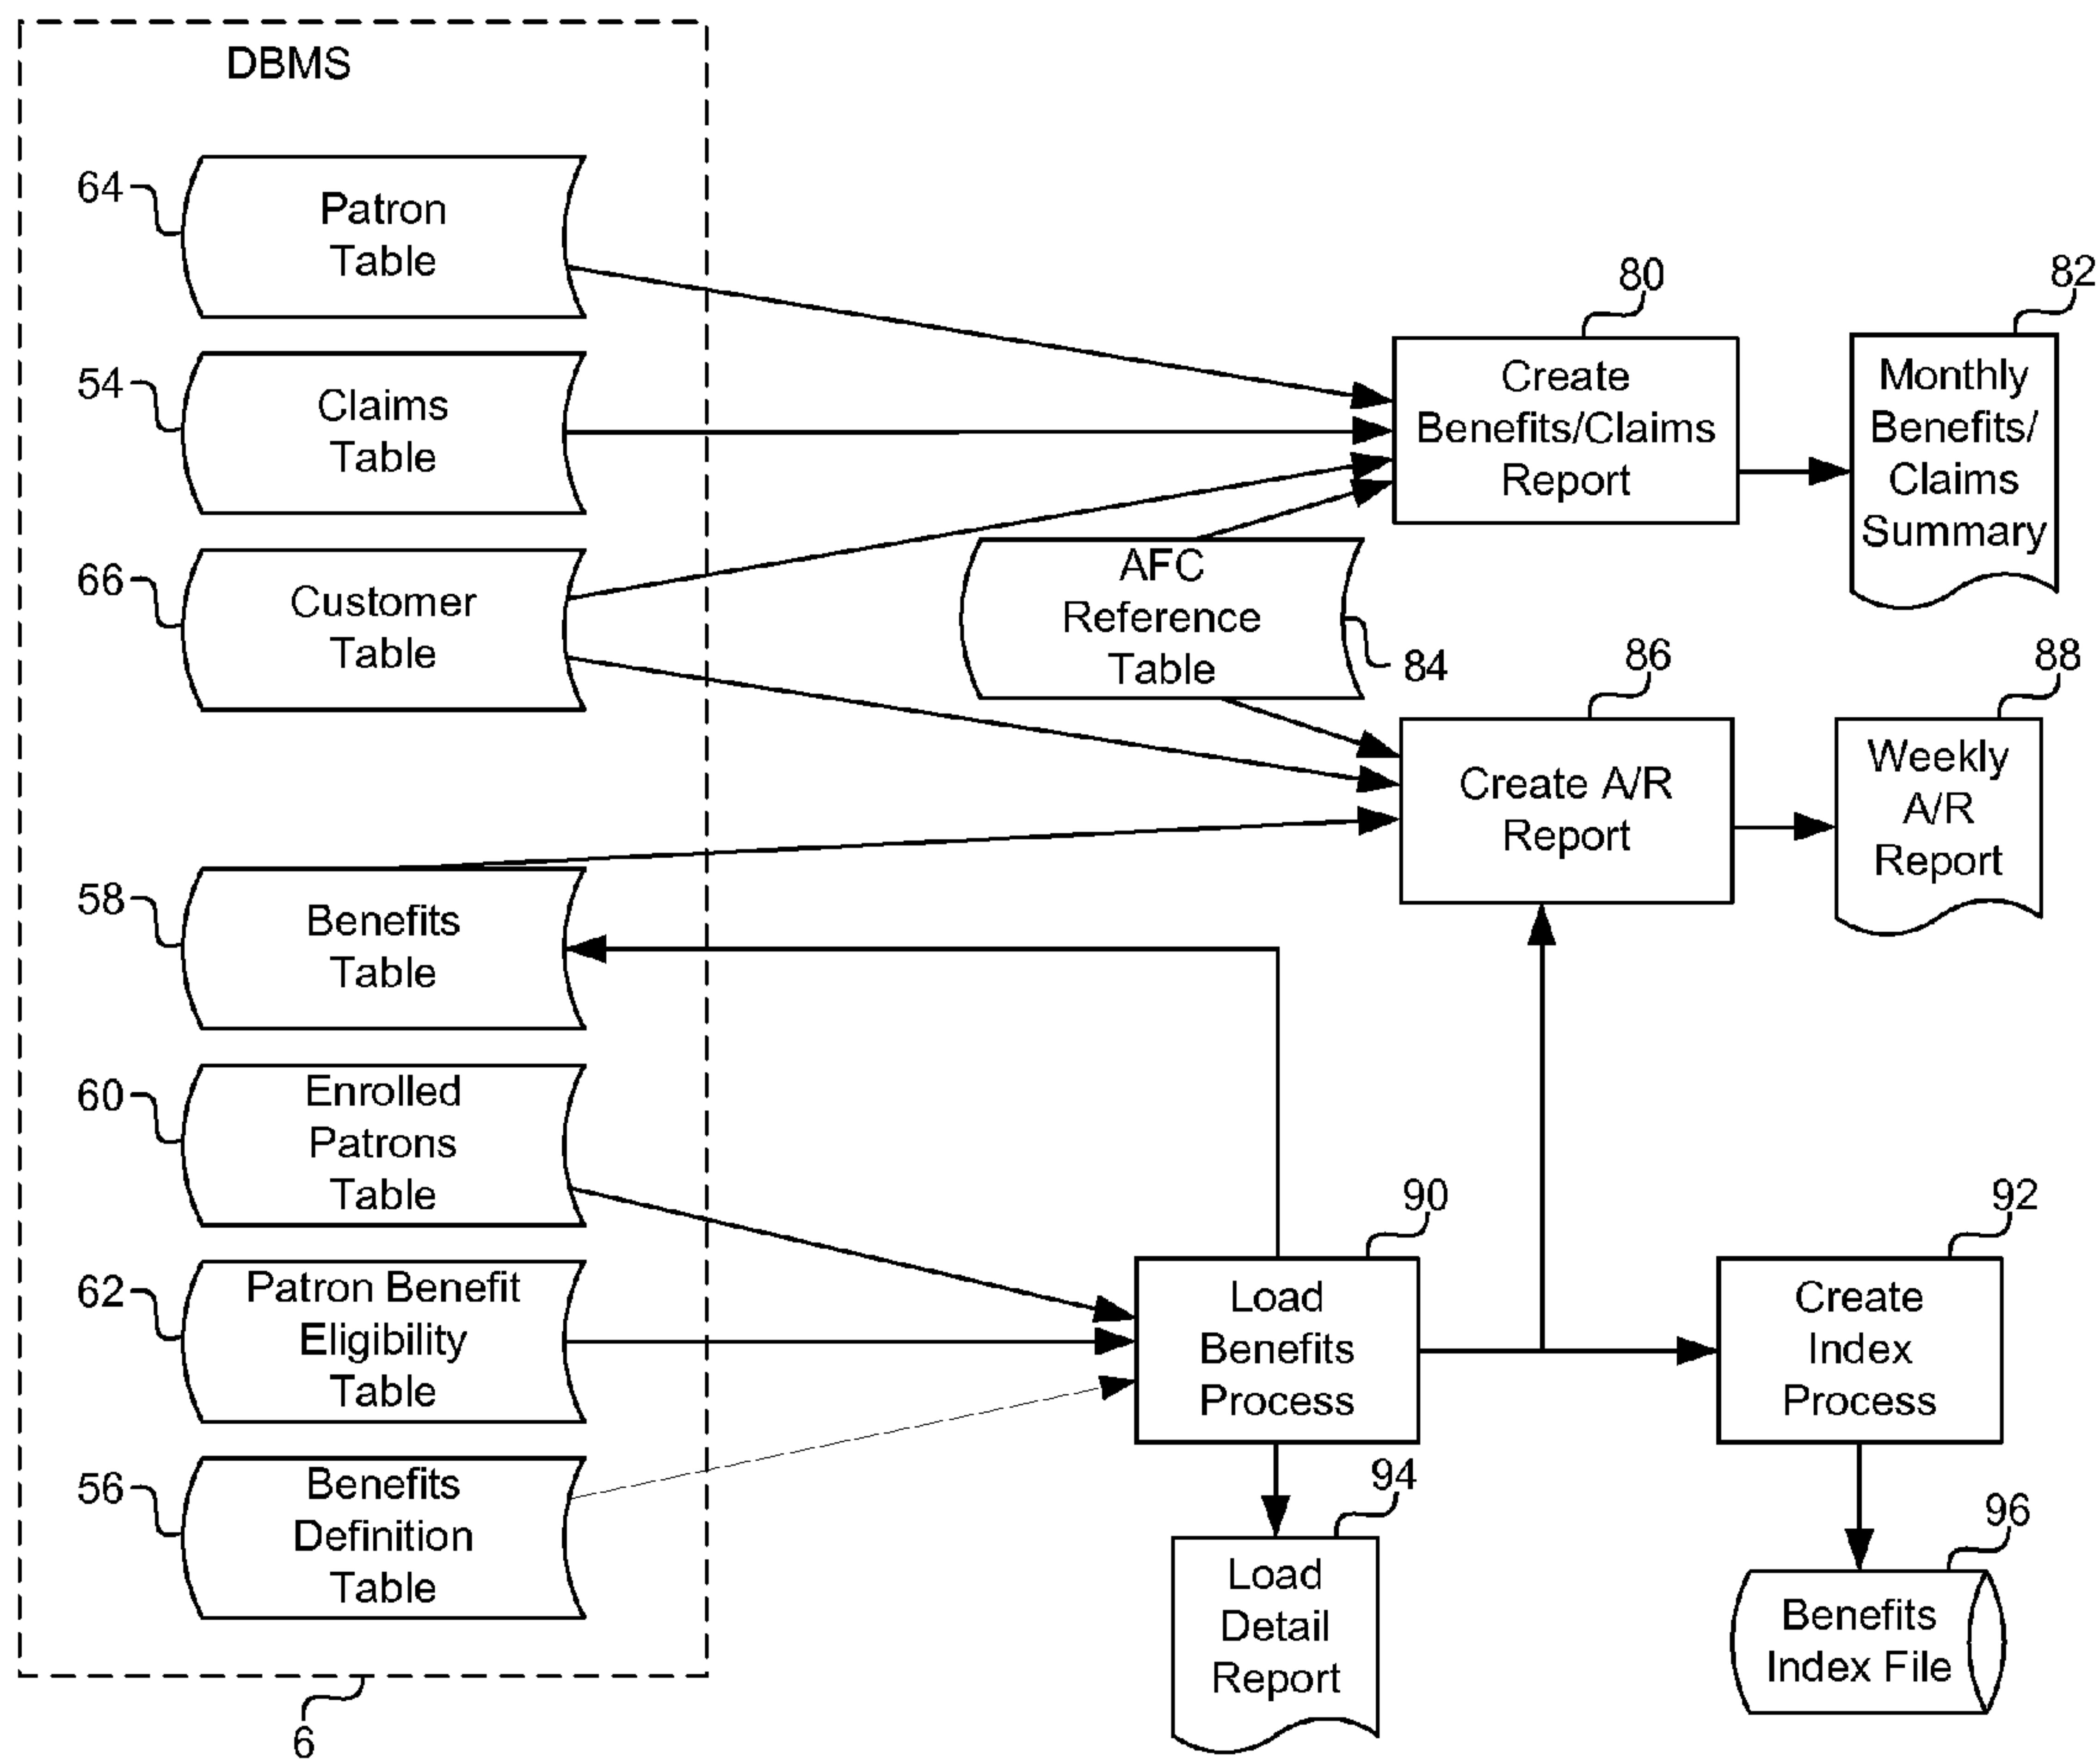 DBMS
64
Patron
Table
54
Claims
Table
66
Customer
Table
58
Benefits
Table
60
Enrolled
Patrons
Table
62
Patron Benefit
Eligibility
Table
56
Benefits
Definition
Table
6
80
Create
Benefits/Claims
Report
82
Monthly
Benefits/
Claims
Summary
AFC
Reference
Table
84
86
Create A/R
Report
88
Weekly
A/R
Report
90
Load
Benefits
Process
92
Create
Index
Process
94
Load
Detail
Report
96
Benefits
Index File